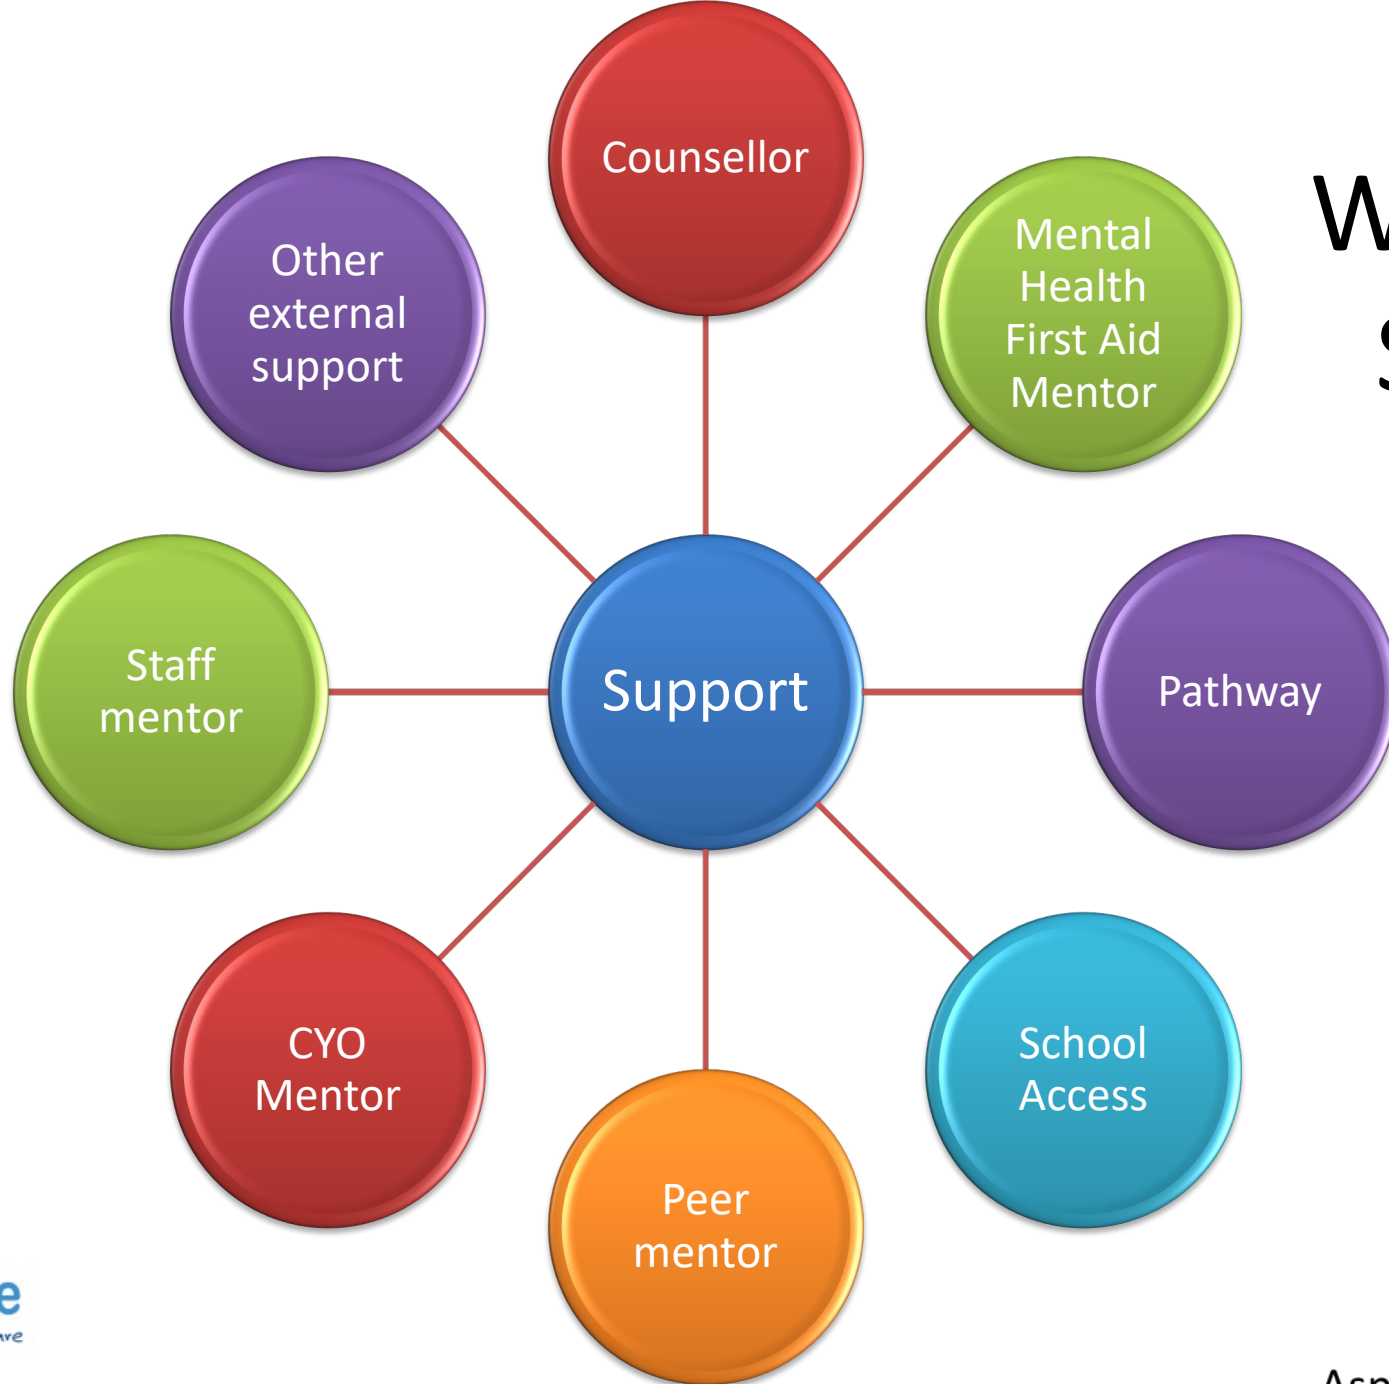 Counsellor
Mental
Health
First Aid
Mentor
Pathway
School
Access
Peer
mentor
CYO
Mentor
Staff
mentor
Other
external
support
Support